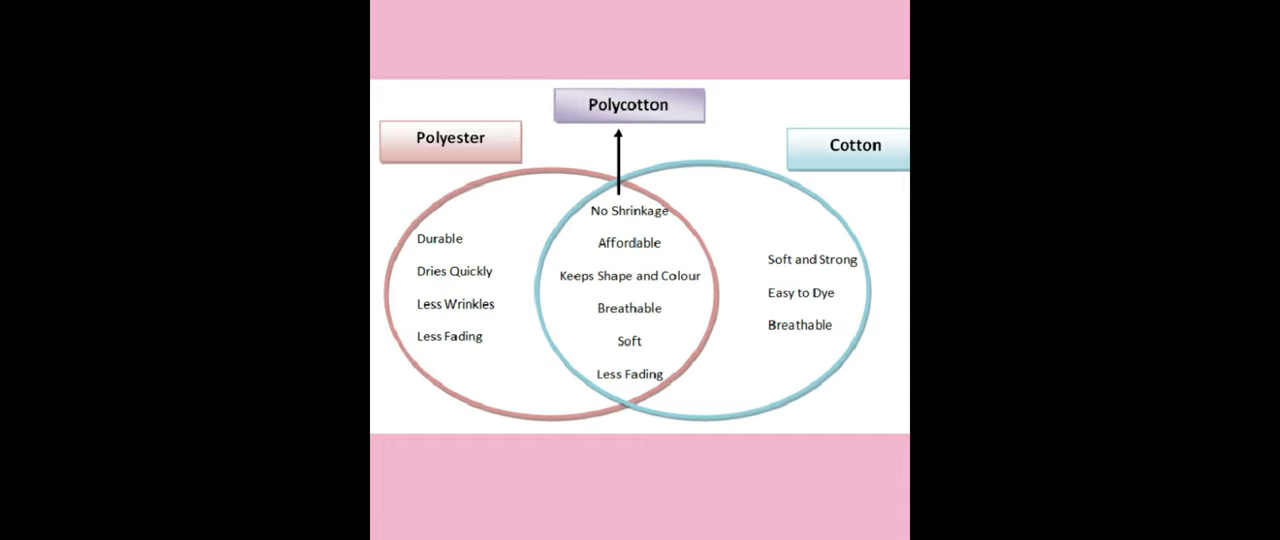 Polycotton
Polyester
Cotton
No Shrinkage
Affordable
Keeps Shape and Colour
Breathable
Soft
Less Fading
Durable
Dries Quickly
Less Wrinkles
Less Fading
Soft and Strong
Easy to Dye
Breathable